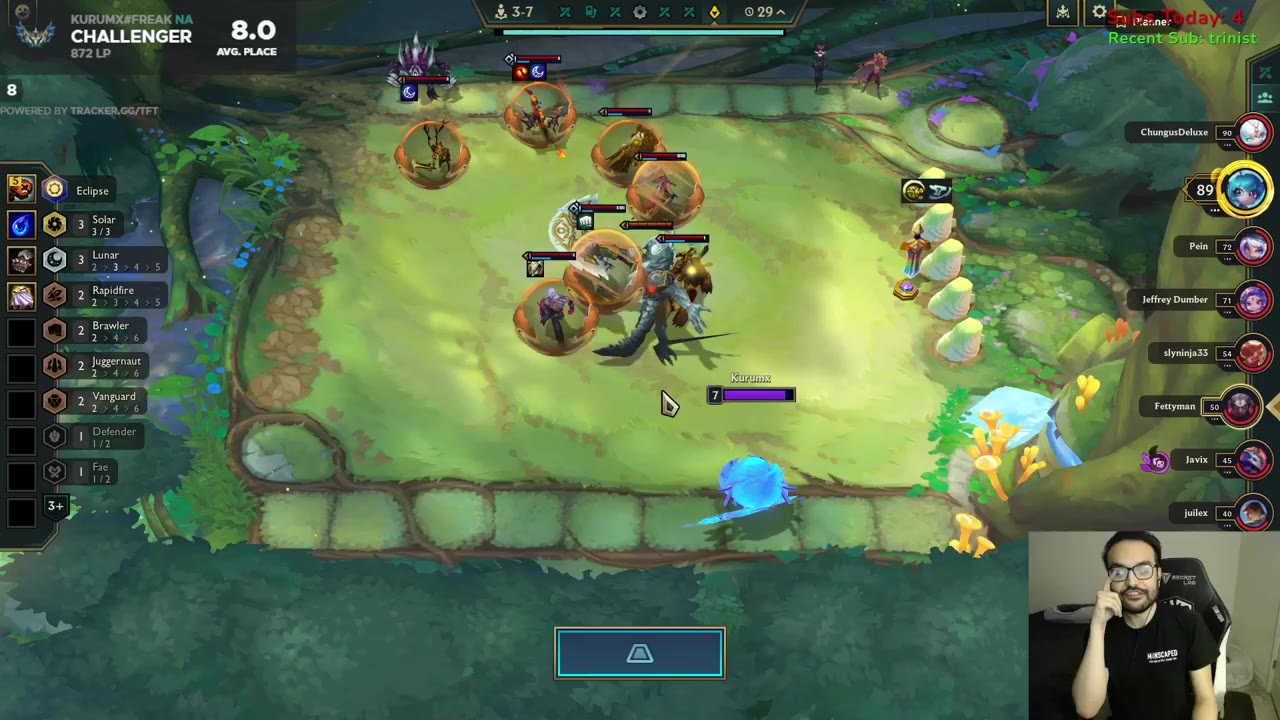 KURUMX#FREAK NA
CHALLENGER
872 LP
8.0
AVG. PLACE
8
POWERED BY TRACKER.GG/TFT
3-7
29
Planner
Subs Today: 4
Recent Sub: trinist
ChungusDeluxe 90
89
Pein 72
Jeffrey Dumber 71
slyninja33 54
Fettyman 50
Javix 45
juilex 40
Eclipse
3 Solar
3 / 3
3 Lunar
2 > 3 > 4 > 5
2 Rapidfire
2 > 3 > 4 > 5
2 Brawler
2 > 4 > 6
2 Juggernaut
2 > 4 > 6
2 Vanguard
2 > 4 > 6
1 Defender
1 / 2
1 Fae
1 / 2
3+
Kurumx
7
SECRET
LAB
MANSCAPED